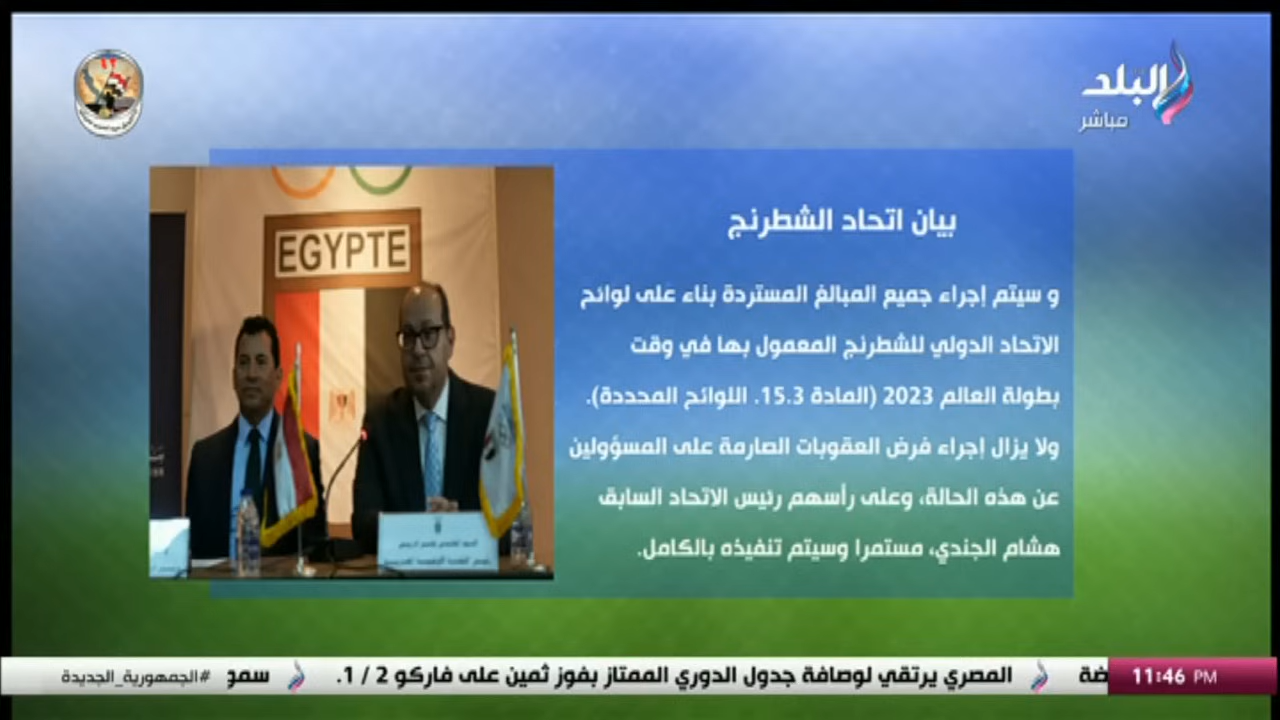 البلد
مباشر
بيان اتحاد الشطرنج
EGYPTE
و سيتم إجراء جميع المبالغ المستردة بناء على لوائح
الاتحاد الدولي للشطرنج المعمول بها في وقت
بطولة العالم 2023 (المادة 15.3. اللوائح المحددة).
ولا يزال إجراء فرض العقوبات الصارمة على المسؤولين
عن هذه الحالة، وعلى رأسهم رئيس الاتحاد السابق
هشام الجندي، مستمرا وسيتم تنفيذه بالكامل.
11:46 PM
ضة المصري يرتقي لوصافة جدول الدوري الممتاز بفوز ثمين على فاركو 2 / 1. سمو
#الجمهورية_الجديدة